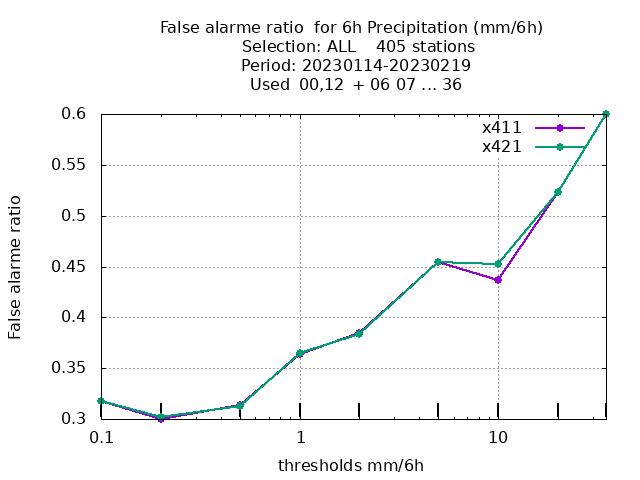 False alarme ratio  for 6h Precipitation (mm/6h)
Selection: ALL    405 stations
Period: 20230114-20230219
Used  00,12  + 06 07 ... 36
x411
x421
0.6
0.55
0.5
0.45
0.4
0.35
0.3
False alarme ratio
0.1
1
10
thresholds mm/6h